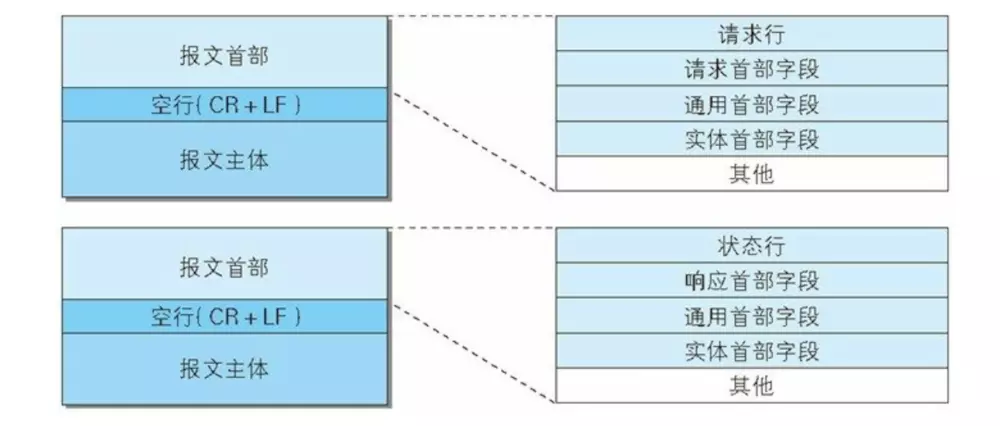 报文首部
空行(CR+LF)
报文主体
请求行
请求首部字段
通用首部字段
实体首部字段
其他
报文首部
空行(CR+LF)
报文主体
状态行
响应首部字段
通用首部字段
实体首部字段
其他